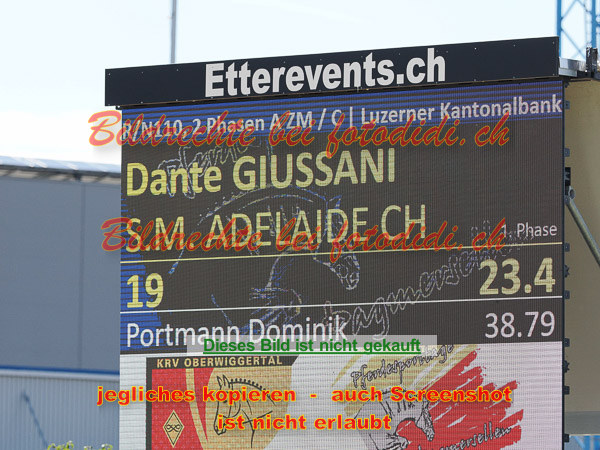 Etterevents.ch
R/N110, 2 Phasen A ZM / O | Luzerner Kantonalbank
Bildrechte bei fotodidi.ch
Dante GIUSSANI
S.M. ADELAIDE CH
Bildrechte bei fotodidi.ch
1. Phase
19 23.4
Portmann Dominik 38.79
Dieses Bild ist nicht gekauft
KRV OBERWIGGERTAL
jegliches kopieren - auch Screenshot
ist nicht erlaubt